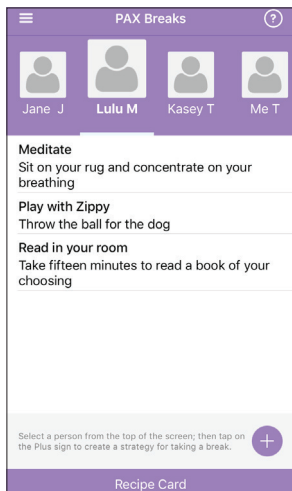 PAX Breaks ?
Jane J Lulu M Kasey T Me T
Meditate
Sit on your rug and concentrate on your
breathing
Play with Zippy
Throw the ball for the dog
Read in your room
Take fifteen minutes to read a book of your
choosing
Select a person from the top of the screen; then tap on
the Plus sign to create a strategy for taking a break.
Recipe Card